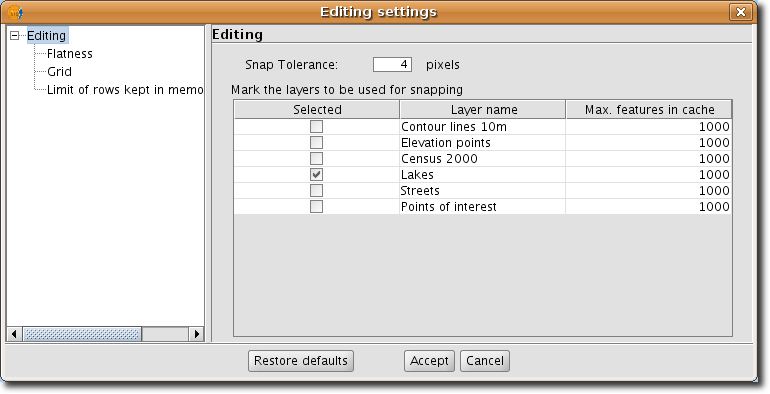 Editing settings
Editing
Flatness
Grid
Limit of rows kept in memo
Editing
Snap Tolerance: 4 pixels
Mark the layers to be used for snapping
Selected Layer name Max. features in cache
Contour lines 10m 1000
Elevation points 1000
Census 2000 1000
Lakes 1000
Streets 1000
Points of interest 1000
Restore defaults Accept Cancel